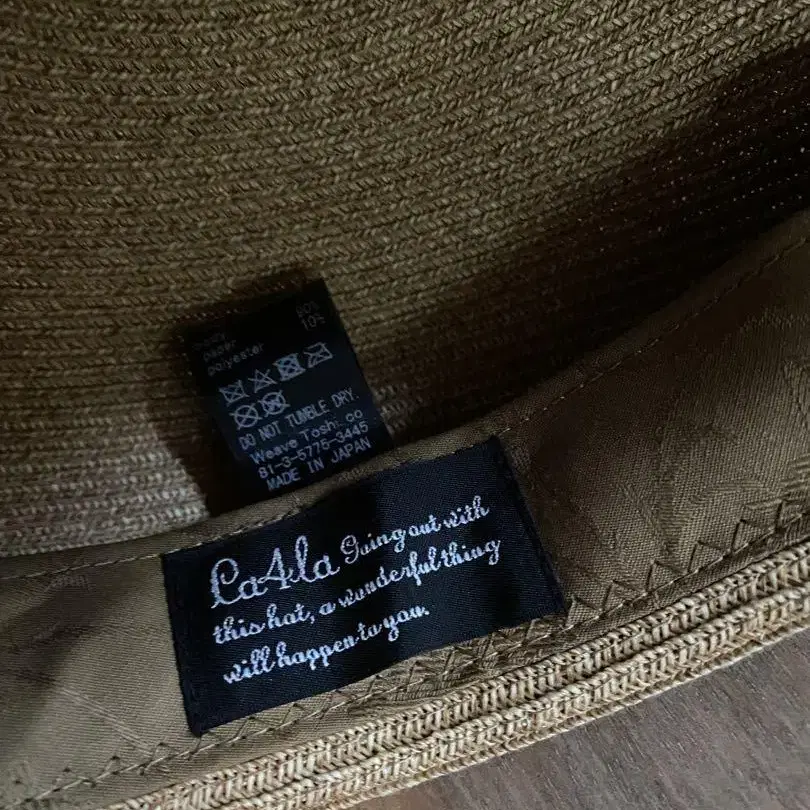 body 90%
paper 10%
polyester
DO NOT TUMBLE DRY.
Weave Toshi.co
81-3-5775-3445
MADE IN JAPAN
Ca4la Going out with
this hat, a wonderful thing
will happen to you.